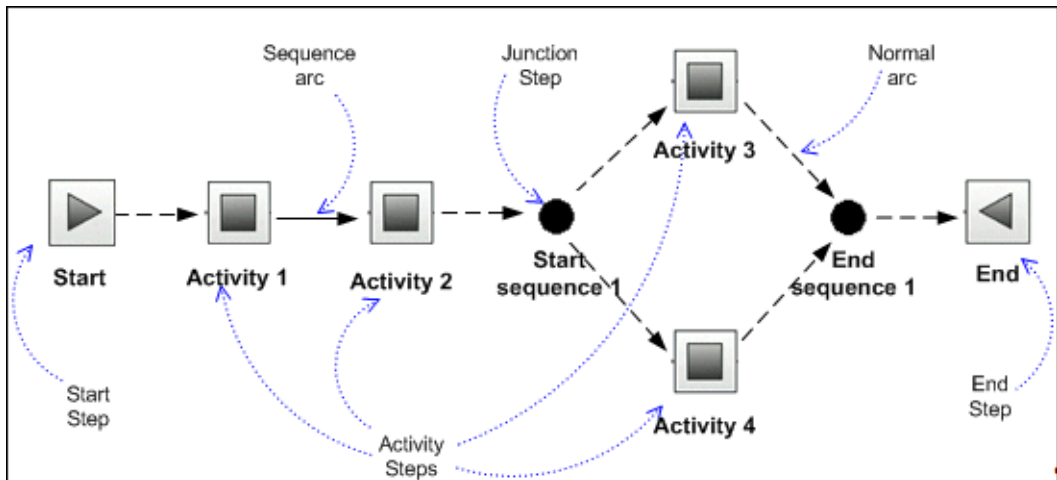 Sequence
arc
Junction
Step
Normal
arc
Activity 3
Start
Activity 1
Activity 2
Start
sequence 1
End
sequence 1
End
Start
Step
Activity
Steps
Activity 4
End
Step